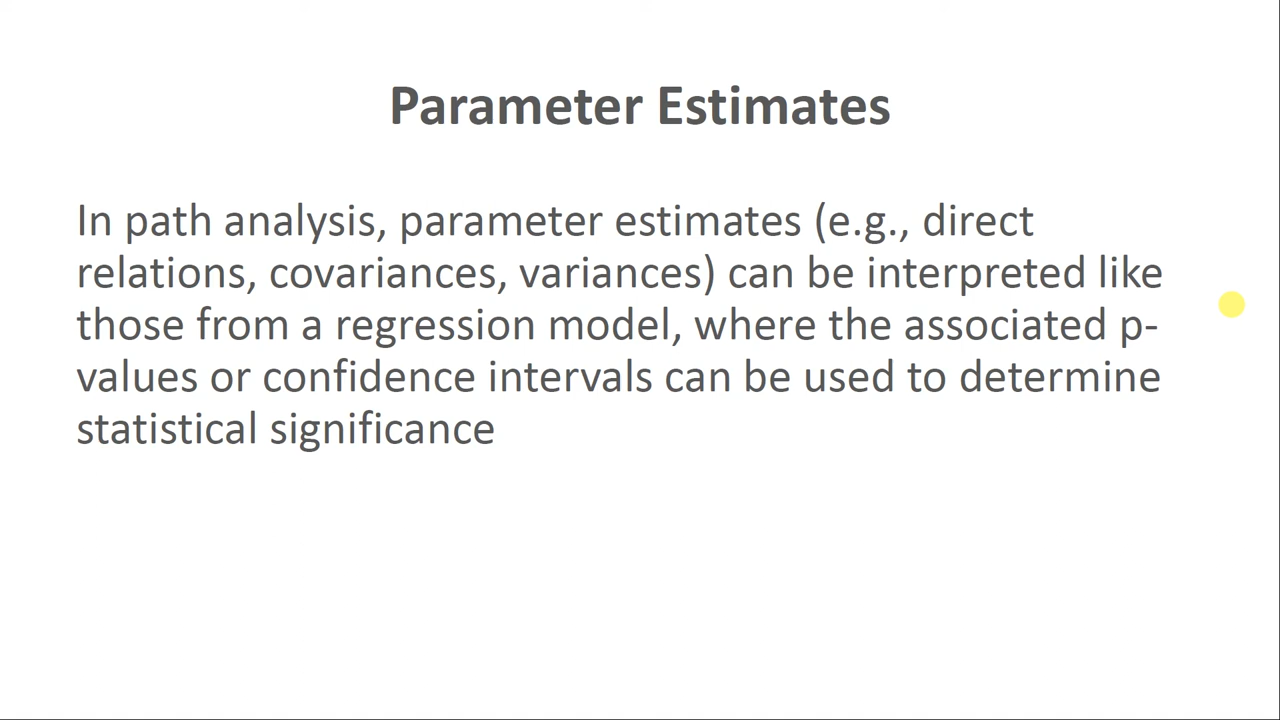 Parameter Estimates
In path analysis, parameter estimates (e.g., direct
relations, covariances, variances) can be interpreted like
those from a regression model, where the associated p-
values or confidence intervals can be used to determine
statistical significance